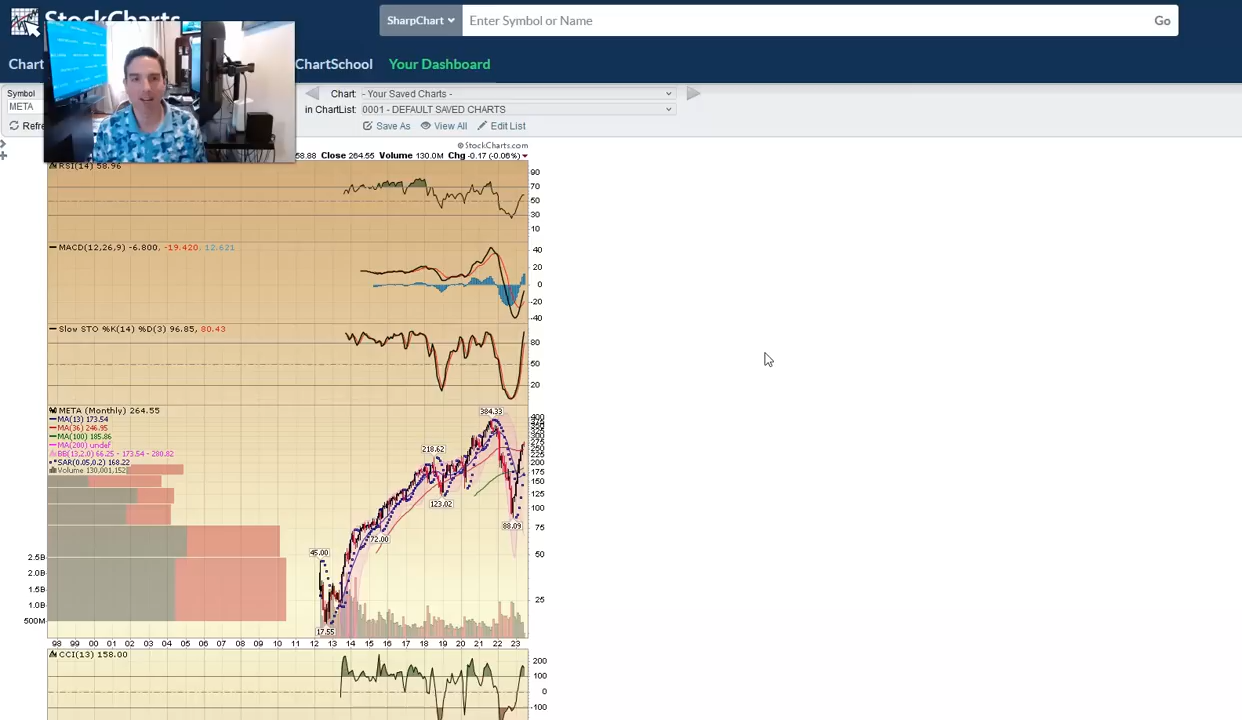 StockCharts
SharpChart
Enter Symbol or Name
Go
Chart
ChartSchool
Your Dashboard
Symbol
META
Chart:
- Your Saved Charts -
in ChartList:
0001 - DEFAULT SAVED CHARTS
Refre
Save As
View All
Edit List
© StockCharts.com
58.88 Close 264.55 Volume 130.0M Chg -0.17 (-0.06%)
RSI(14) 58.96
90
70
50
30
10
MACD(12,26,9) -6.800, -19.420, 12.621
40
20
0
-20
-40
Slow STO %K(14) %D(3) 96.85, 80.43
80
50
20
META (Monthly) 264.55
MA(13) 173.54
MA(36) 246.95
MA(100) 185.86
MA(200) undef
BB(13,2.0) 66.25 - 173.54 - 280.82
SAR(0.05,0.2) 168.22
Volume 130,001,152
384.33
218.62
123.02
88.09
72.00
45.00
17.55
400
375
350
325
300
275
250
225
200
175
150
125
100
75
50
25
2.5B
2.0B
1.5B
1.0B
500M
98 99 00 01 02 03 04 05 06 07 08 09 10 11 12 13 14 15 16 17 18 19 20 21 22 23
CCI(13) 158.00
200
100
0
-100